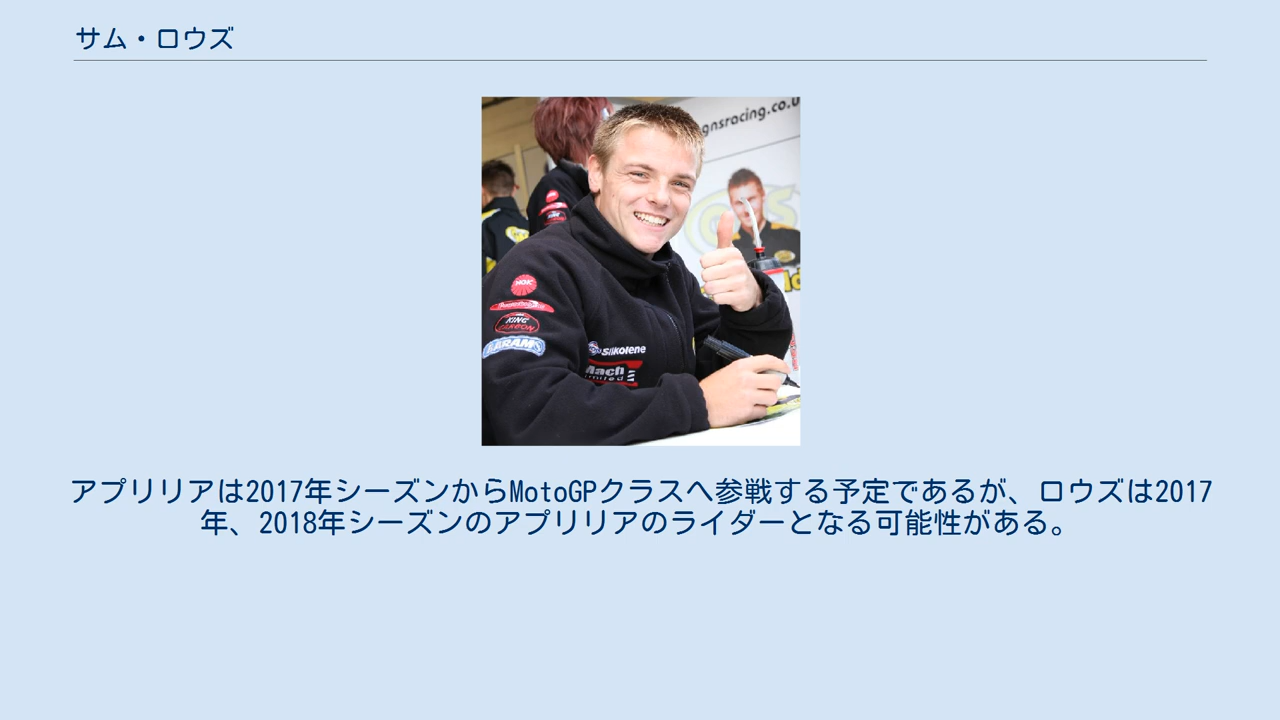 サム・ロウズ
gnsracing.co.u
NGK
KING
CARBON
ARAM
Silkolene
Mach
アプリリアは2017年シーズンからMotoGPクラスへ参戦する予定であるが、ロウズは2017
年、2018年シーズンのアプリリアのライダーとなる可能性がある。